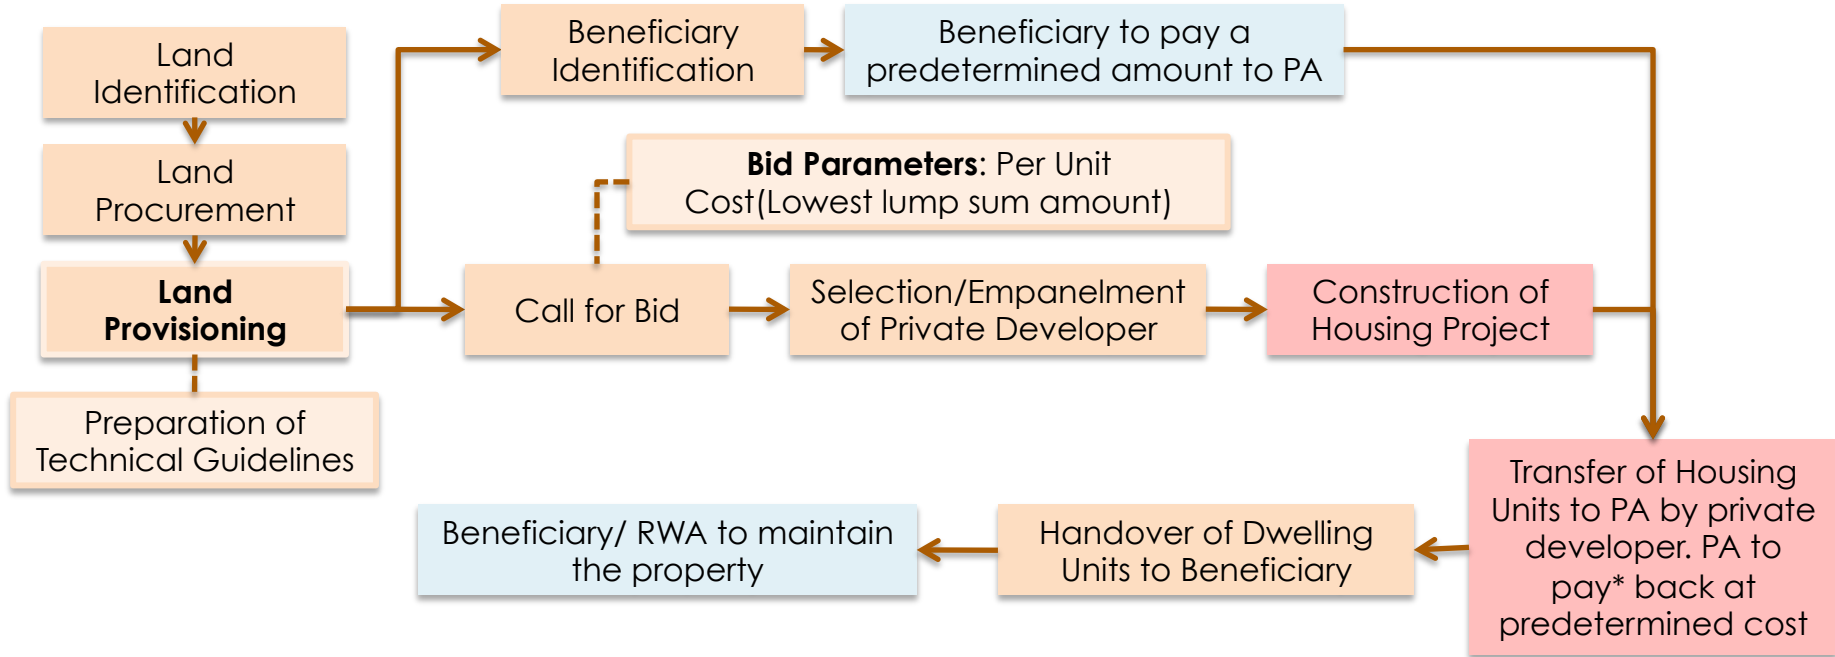 Land
Identification
Land
Procurement
Land
Provisioning
Preparation of
Technical Guidelines
Beneficiary
Identification
Beneficiary to pay a
predetermined amount to PA
Bid Parameters: Per Unit
Cost(Lowest lump sum amount)
Call for Bid
Selection/Empanelment
of Private Developer
Construction of
Housing Project
Transfer of Housing
Units to PA by private
developer. PA to
pay* back at
predetermined cost
Handover of Dwelling
Units to Beneficiary
Beneficiary/ RWA to maintain
the property